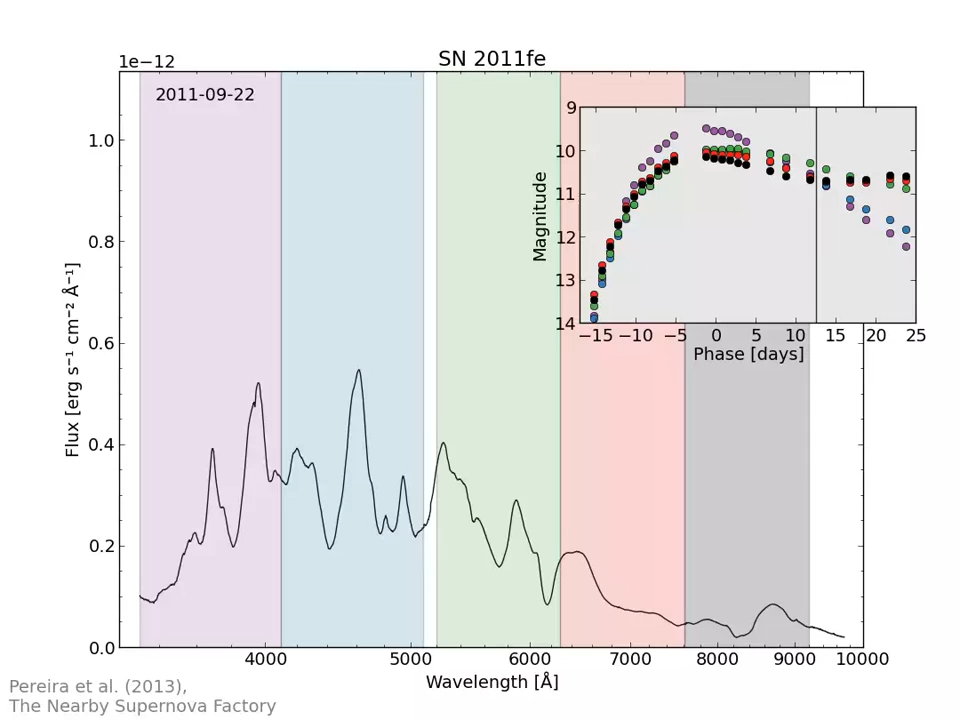 SN 2011fe
1e−12
2011-09-22
1.0
0.8
0.6
0.4
0.2
0.0
Flux [erg s⁻¹ cm⁻² Å⁻¹]
4000 5000 6000 7000 8000 9000 10000
Wavelength [Å]
9
10
11
12
13
14
Magnitude
−15 −10 −5 0 5 10 15 20 25
Phase [days]
Pereira et al. (2013),
The Nearby Supernova Factory